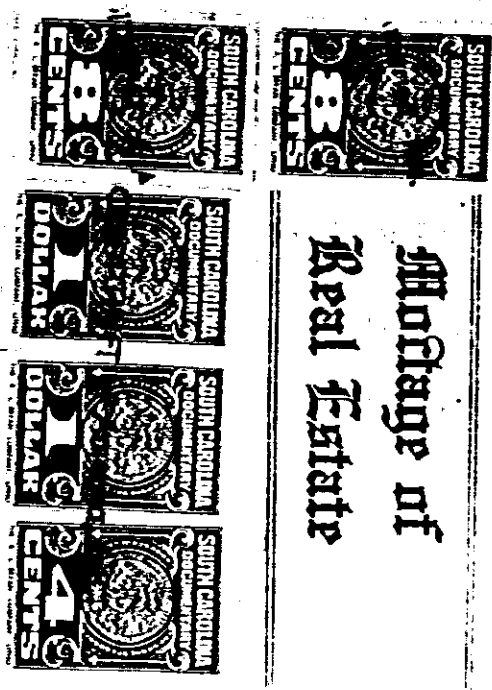 SOUTH CAROLINA
DOCUMENTARY
8
CENTS
SOUTH CAROLINA
DOCUMENTARY
8
CENTS
SOUTH CAROLINA
DOCUMENTARY
1
DOLLAR
SOUTH CAROLINA
DOCUMENTARY
1
DOLLAR
SOUTH CAROLINA
DOCUMENTARY
4
CENTS
Mortgage of
Real Estate